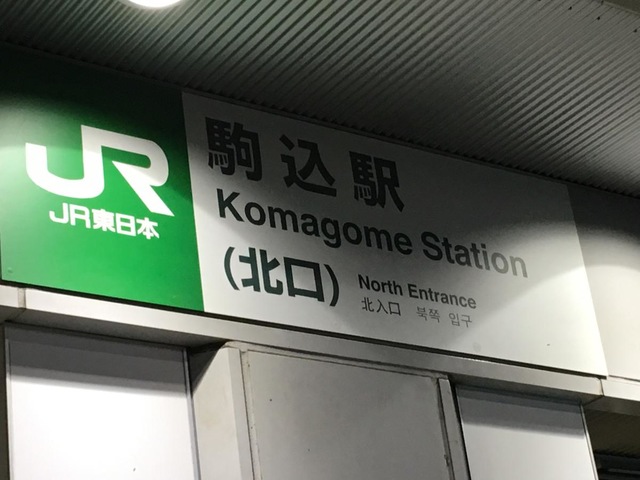 JR
JR東日本
駒込駅
Komagome Station
(北口)
North Entrance
北入口 북쪽 입구